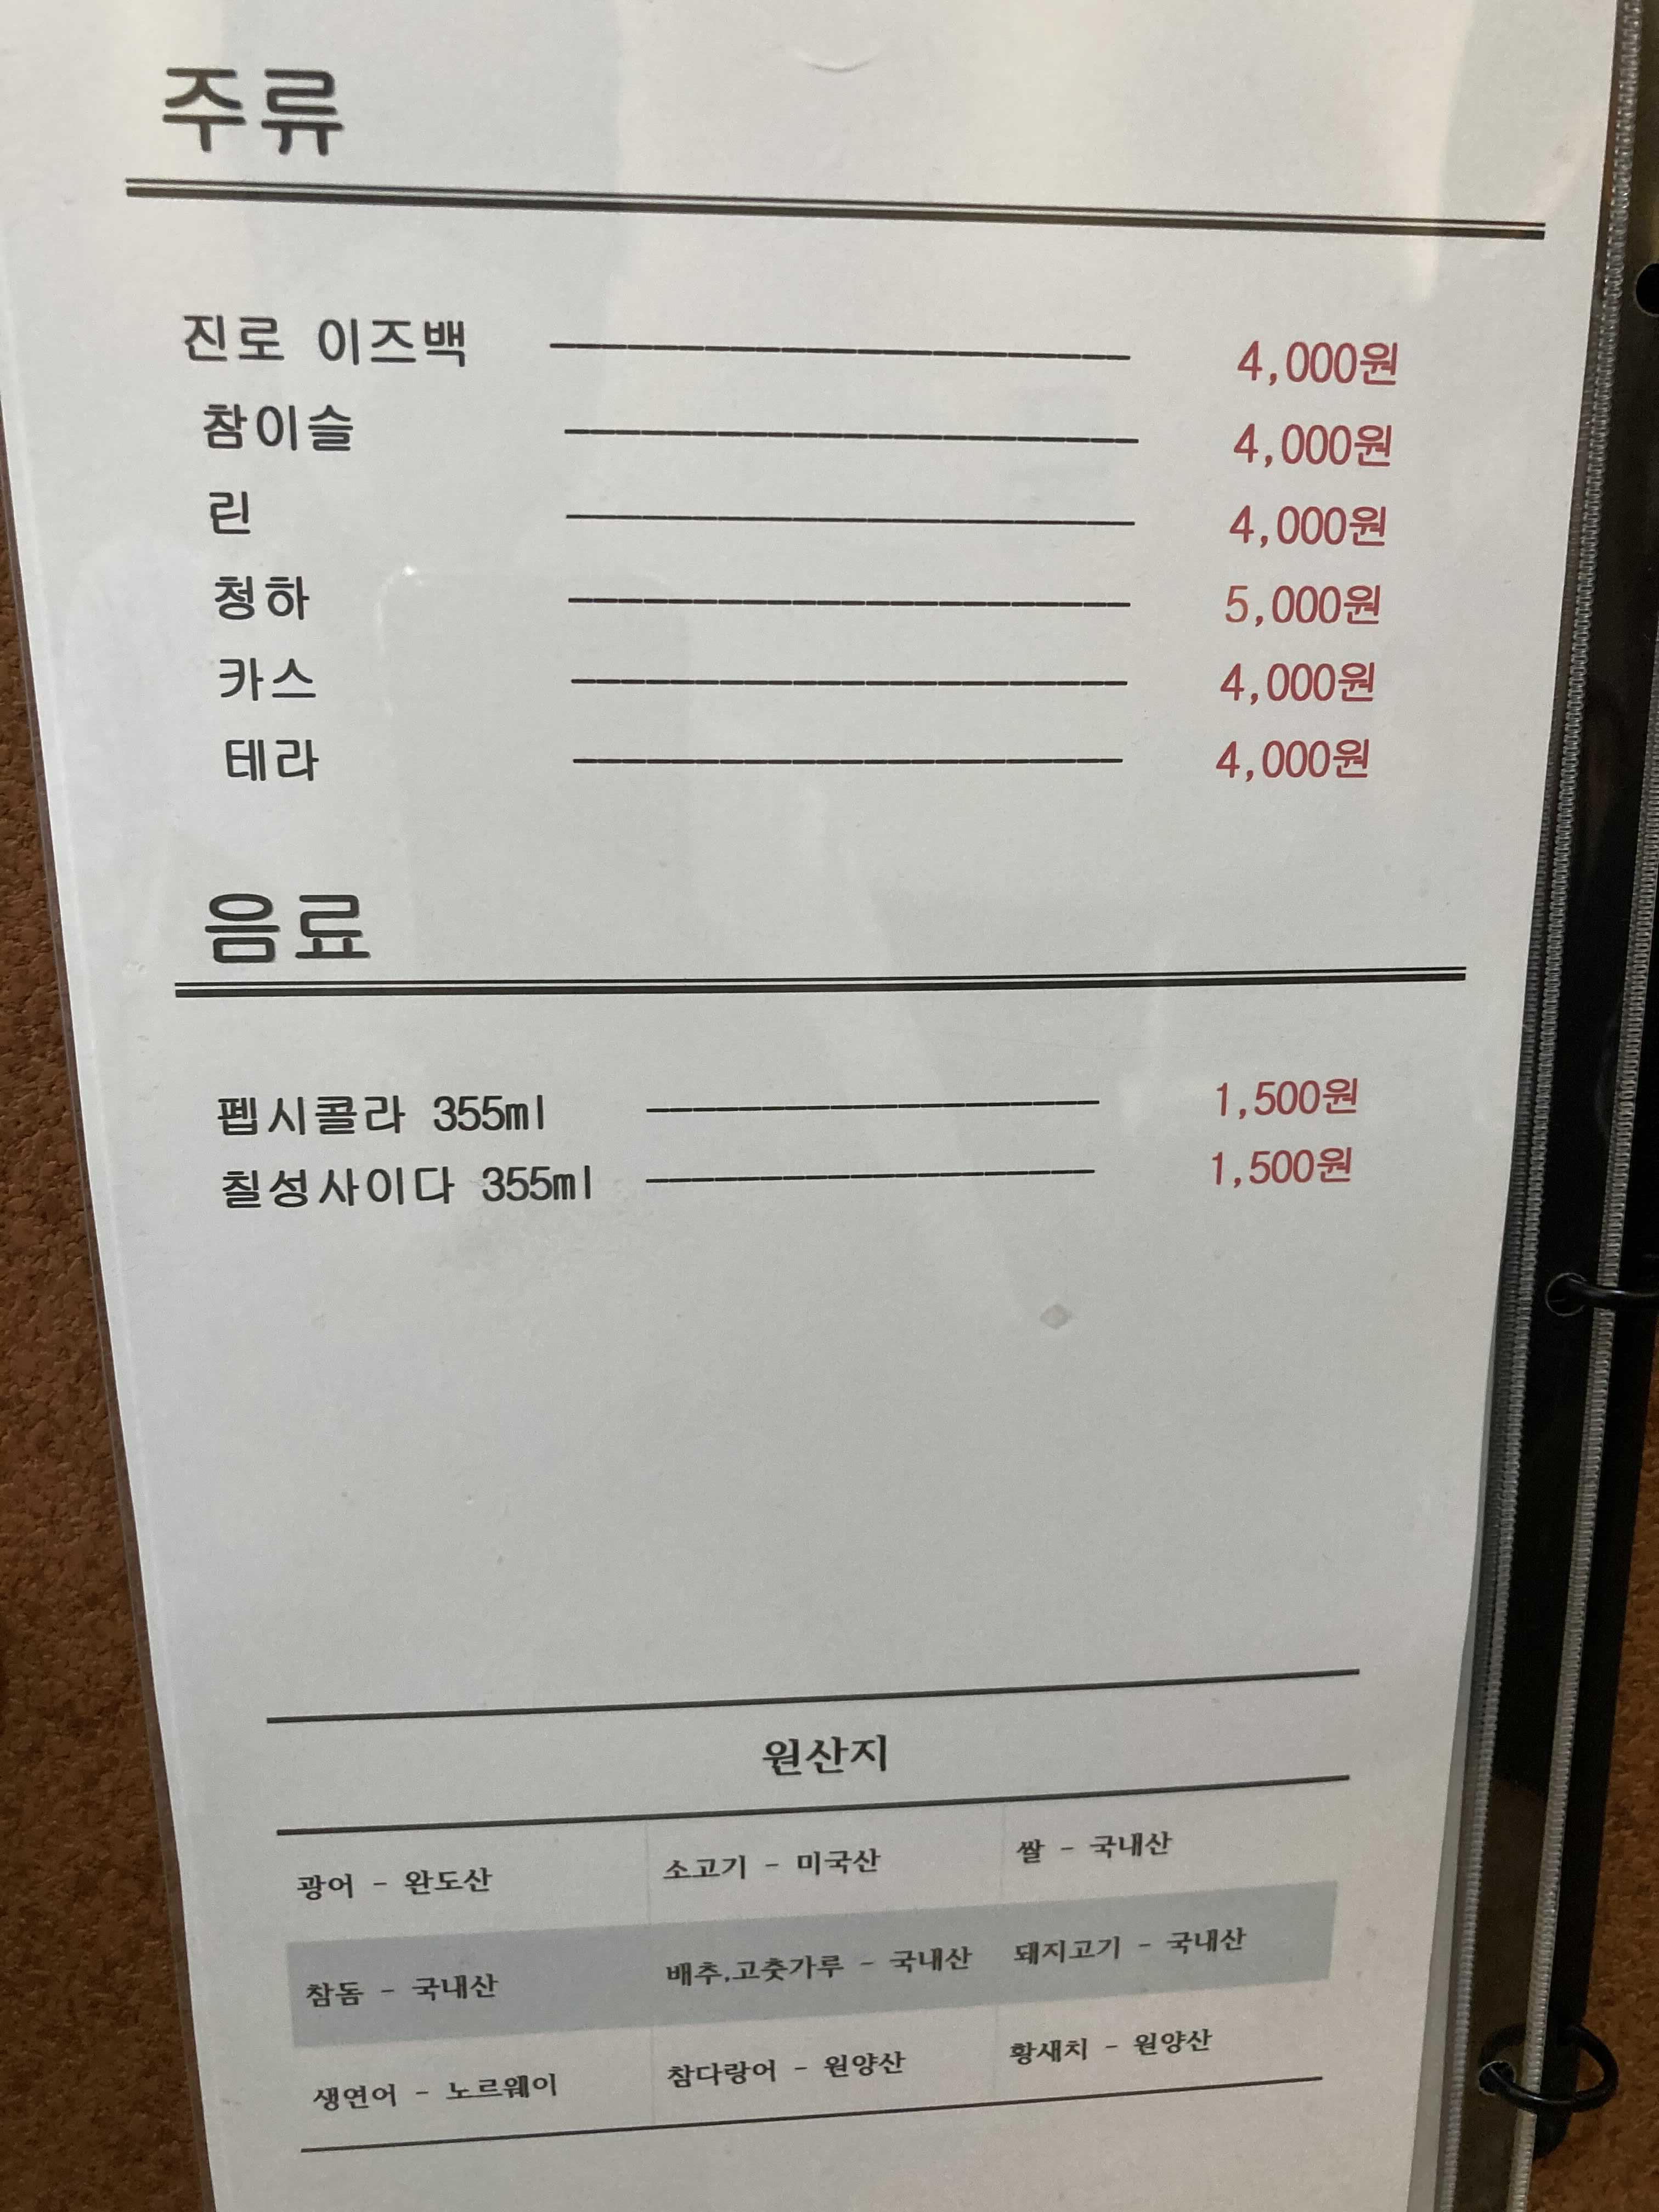 주류
진로 이즈백 4,000원
참이슬 4,000원
린 4,000원
청하 5,000원
카스 4,000원
테라 4,000원
음료
펩시콜라 355ml 1,500원
칠성사이다 355ml 1,500원
원산지
광어 - 완도산 소고기 - 미국산 쌀 - 국내산
참돔 - 국내산 배추,고춧가루 - 국내산 돼지고기 - 국내산
생연어 - 노르웨이 참다랑어 - 원양산 황새치 - 원양산